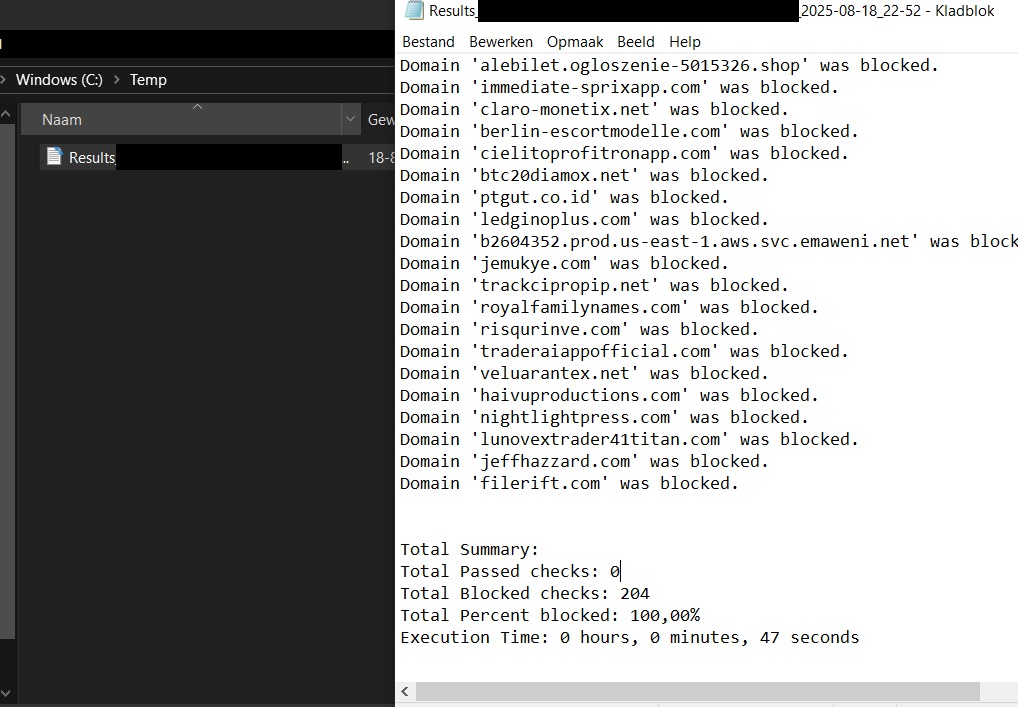 Results_ 2025-08-18_22-52 - Kladblok
Bestand Bewerken Opmaak Beeld Help
Windows (C:) > Temp
Naam
Results_ ..
18-8
Domain 'alebilet.ogloszenie-5015326.shop' was blocked.
Domain 'immediate-sprixapp.com' was blocked.
Domain 'claro-monetix.net' was blocked.
Domain 'berlin-escortmodelle.com' was blocked.
Domain 'cielitoprofitronapp.com' was blocked.
Domain 'btc20diamox.net' was blocked.
Domain 'ptgut.co.id' was blocked.
Domain 'ledginoplus.com' was blocked.
Domain 'b2604352.prod.us-east-1.aws.svc.emaweni.net' was block
Domain 'jemukye.com' was blocked.
Domain 'trackcipropip.net' was blocked.
Domain 'royalfamilynames.com' was blocked.
Domain 'risqurinve.com' was blocked.
Domain 'traderaiappofficial.com' was blocked.
Domain 'veluarantex.net' was blocked.
Domain 'haivuproductions.com' was blocked.
Domain 'nightlightpress.com' was blocked.
Domain 'lunovextrader41titan.com' was blocked.
Domain 'jeffhazzard.com' was blocked.
Domain 'filerift.com' was blocked.
Total Summary:
Total Passed checks: 0
Total Blocked checks: 204
Total Percent blocked: 100,00%
Execution Time: 0 hours, 0 minutes, 47 seconds